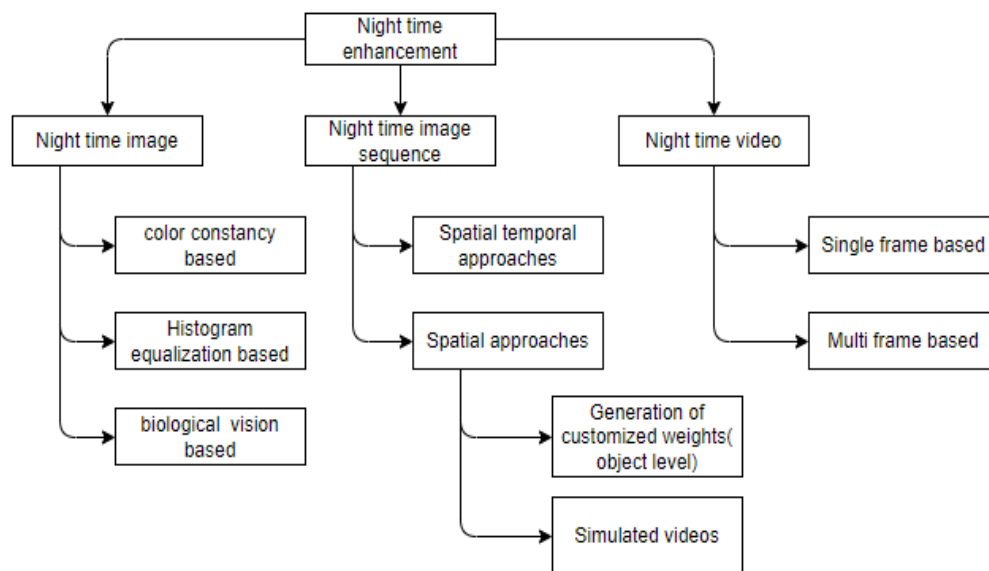 Night time
enhancement
Night time image
Night time image
sequence
Night time video
color constancy
based
Spatial temporal
approaches
Single frame based
Histogram
equalization based
Spatial approaches
Multi frame based
biological vision
based
Generation of
customized weights(
object level)
Simulated videos